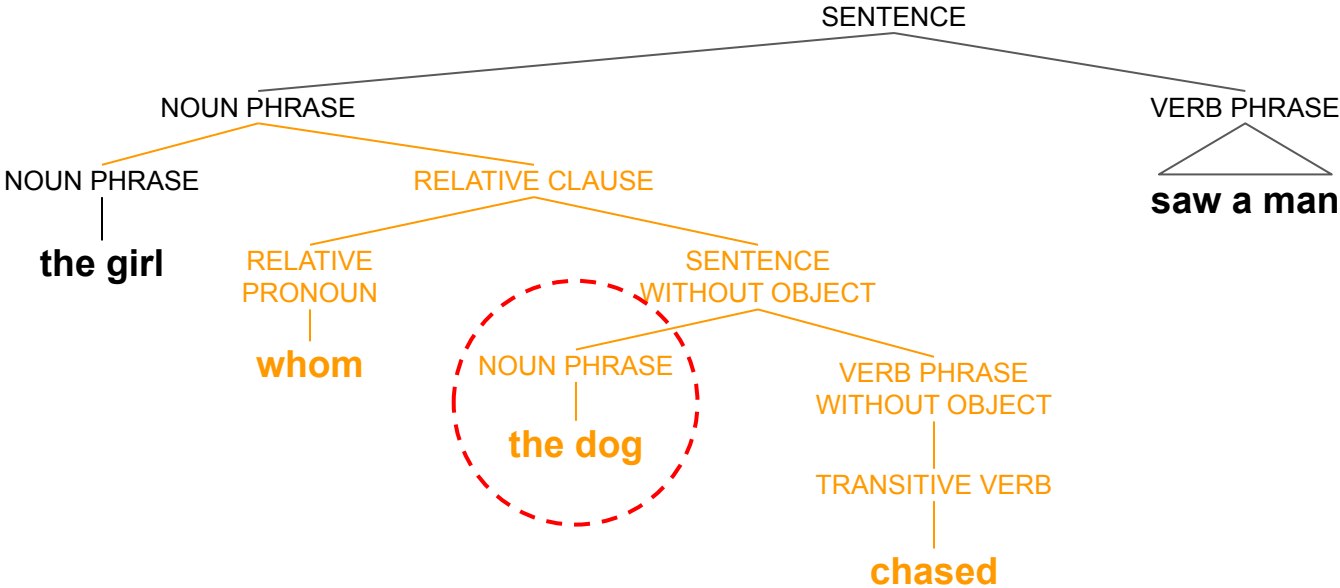 SENTENCE
NOUN PHRASE
VERB PHRASE
NOUN PHRASE
RELATIVE CLAUSE
saw a man
the girl
RELATIVE
PRONOUN
SENTENCE
WITHOUT OBJECT
whom
NOUN PHRASE
VERB PHRASE
WITHOUT OBJECT
the dog
TRANSITIVE VERB
chased